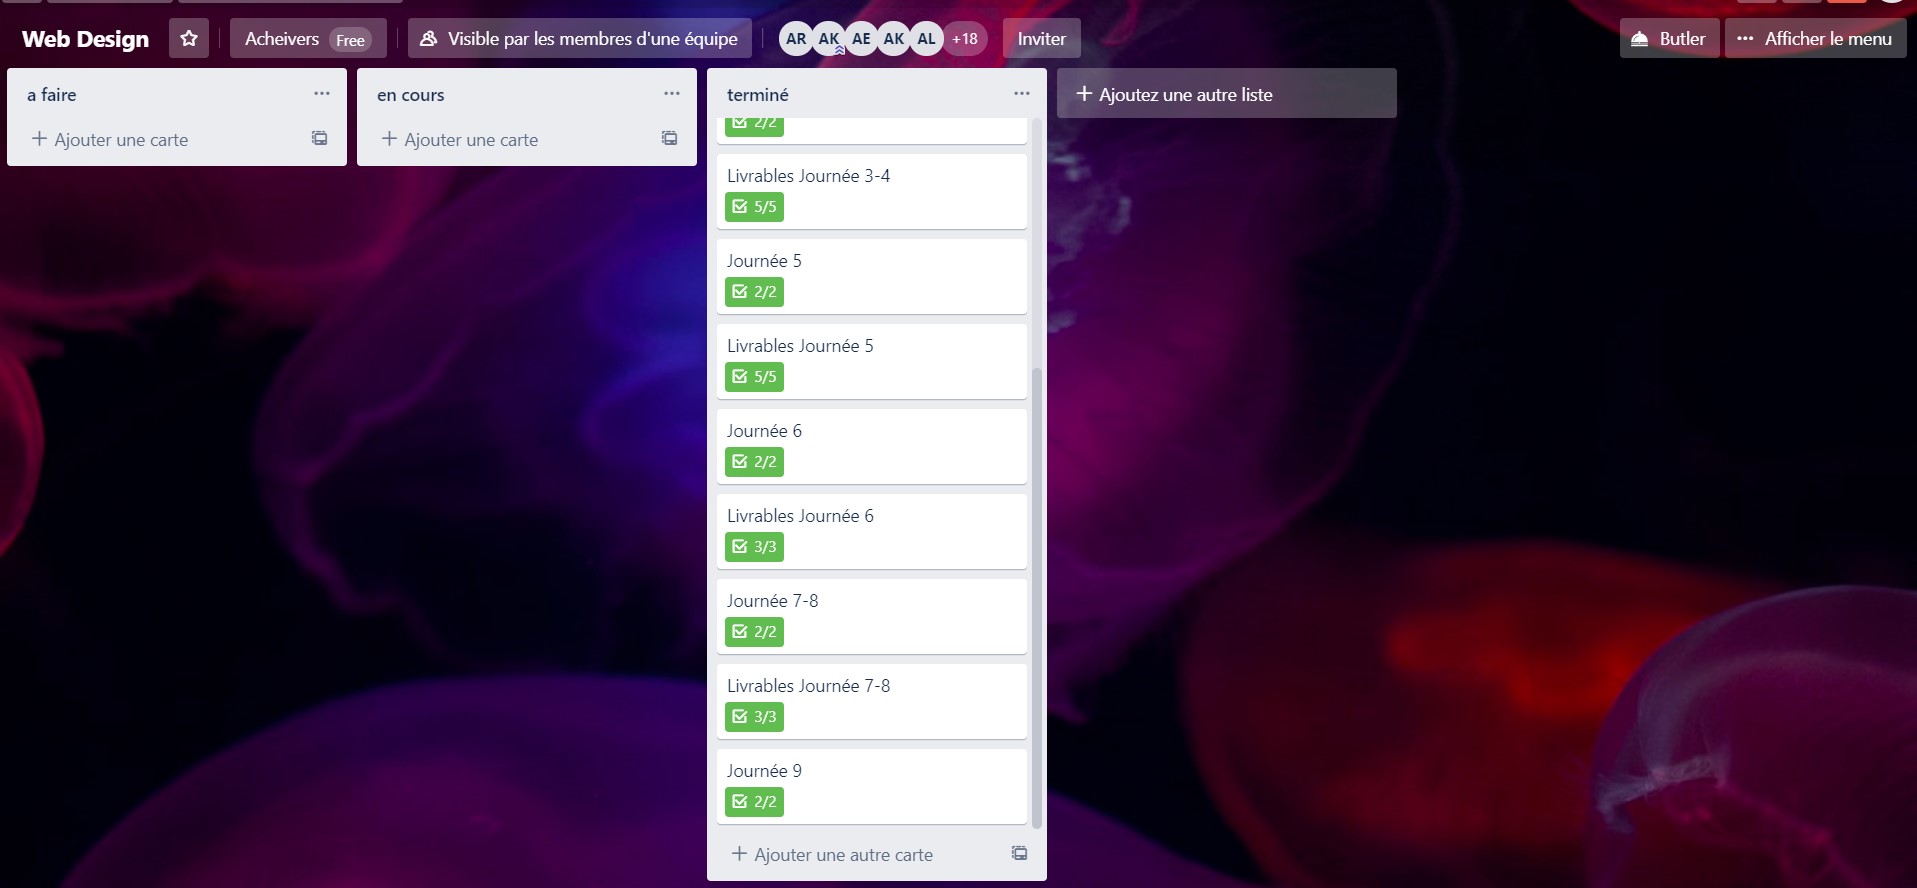 Web Design
Acheivers Free
Visible par les membres d'une équipe
AR AK AE AK AL +18
Inviter
Butler
Afficher le menu
a faire
Ajouter une carte
en cours
Ajouter une carte
terminé
2/2
Livrables Journée 3-4
5/5
Journée 5
2/2
Livrables Journée 5
5/5
Journée 6
2/2
Livrables Journée 6
3/3
Journée 7-8
2/2
Livrables Journée 7-8
3/3
Journée 9
2/2
Ajouter une autre carte
Ajoutez une autre liste